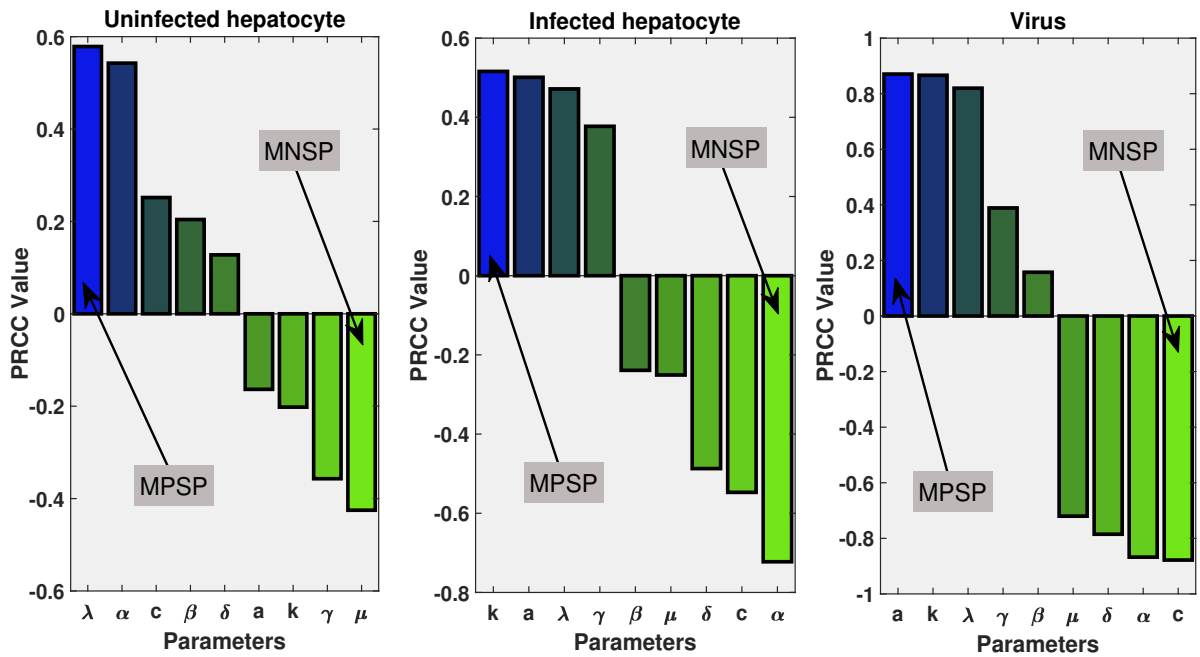 Uninfected hepatocyte
PRCC Value
0.6
0.4
0.2
0
-0.2
-0.4
-0.6
MNSP
MPSP
λ α c β δ a k γ μ
Parameters
Infected hepatocyte
PRCC Value
0.6
0.4
0.2
0
-0.2
-0.4
-0.6
-0.8
MNSP
MPSP
k a λ γ β μ δ c α
Parameters
Virus
PRCC Value
1
0.8
0.6
0.4
0.2
0
-0.2
-0.4
-0.6
-0.8
-1
MNSP
MPSP
a k λ γ β μ δ α c
Parameters